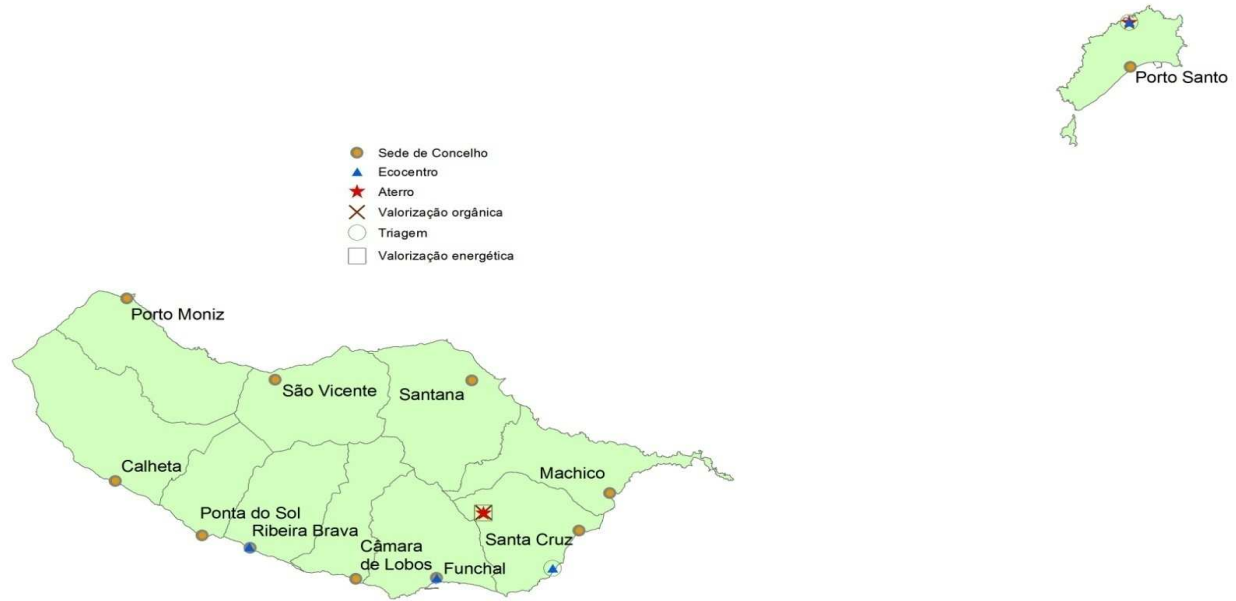 Porto Santo
Sede de Concelho
Ecocentro
Aterro
Valorização orgânica
Triagem
Valorização energética
Porto Moniz
São Vicente
Santana
Calheta
Machico
Ponta do Sol
Ribeira Brava
Santa Cruz
Câmara
de Lobos
Funchal